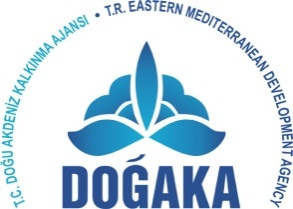 T.C. DOĞU AKDENİZ KALKINMA AJANSI • T.R. EASTERN MEDITERRANEAN DEVELOPMENT AGENCY
DOĞAKA